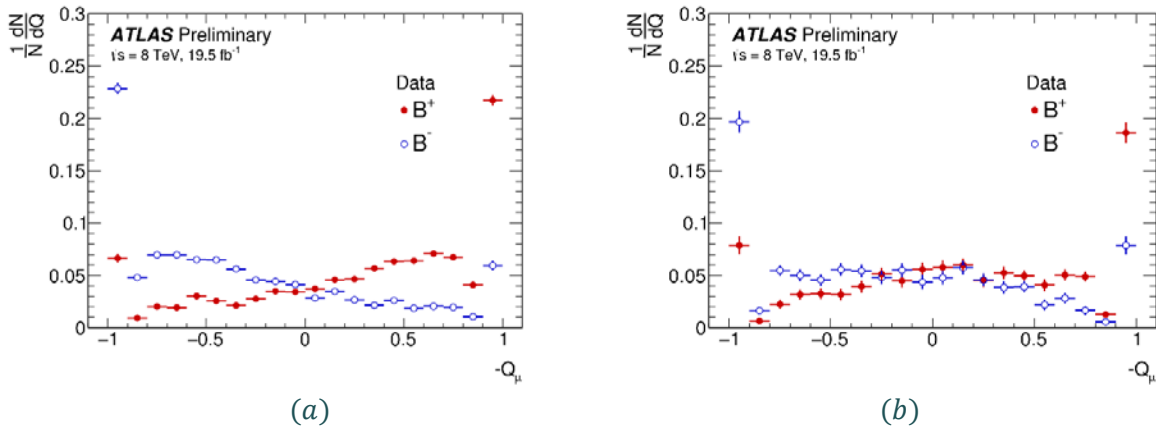 0.3
0.25
0.2
0.15
0.1
0.05
0
1/N dN/dQ
ATLAS Preliminary
√s = 8 TeV, 19.5 fb⁻¹
Data
B⁺
B⁻
−1 −0.5 0 0.5 1
-Qμ
(a)
0.3
0.25
0.2
0.15
0.1
0.05
0
1/N dN/dQ
ATLAS Preliminary
√s = 8 TeV, 19.5 fb⁻¹
Data
B⁺
B⁻
−1 −0.5 0 0.5 1
-Qμ
(b)